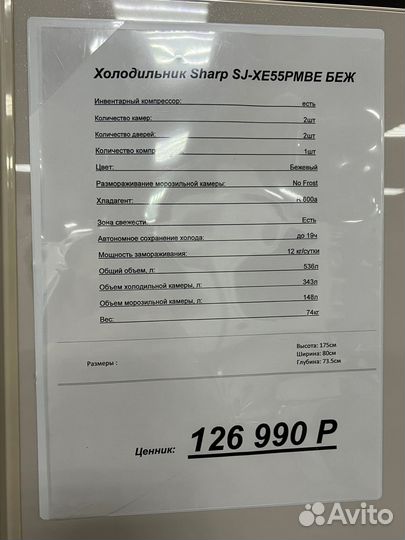 Холодильник Sharp SJ-XE55PMBE БЕЖ
Инвентарный компрессор: есть
Количество камер: 2шт
Количество дверей: 2шт
Количество компр 1шт
Цвет: Бежевый
Размораживание морозильной камеры: No Frost
Хладагент: R 600a
Зона свежести Есть
Автономное сохранение холода: до 19ч
Мощность замораживания: 12 кг/сутки
Общий объем, л: 536л
Объем холодильной камеры, л: 343л
Объем морозильной камеры, л: 148л
Вес: 74кг
Высота: 175см
Размеры : Ширина: 80см
Глубина: 73.5см
Ценник: 126 990 Р
Avito